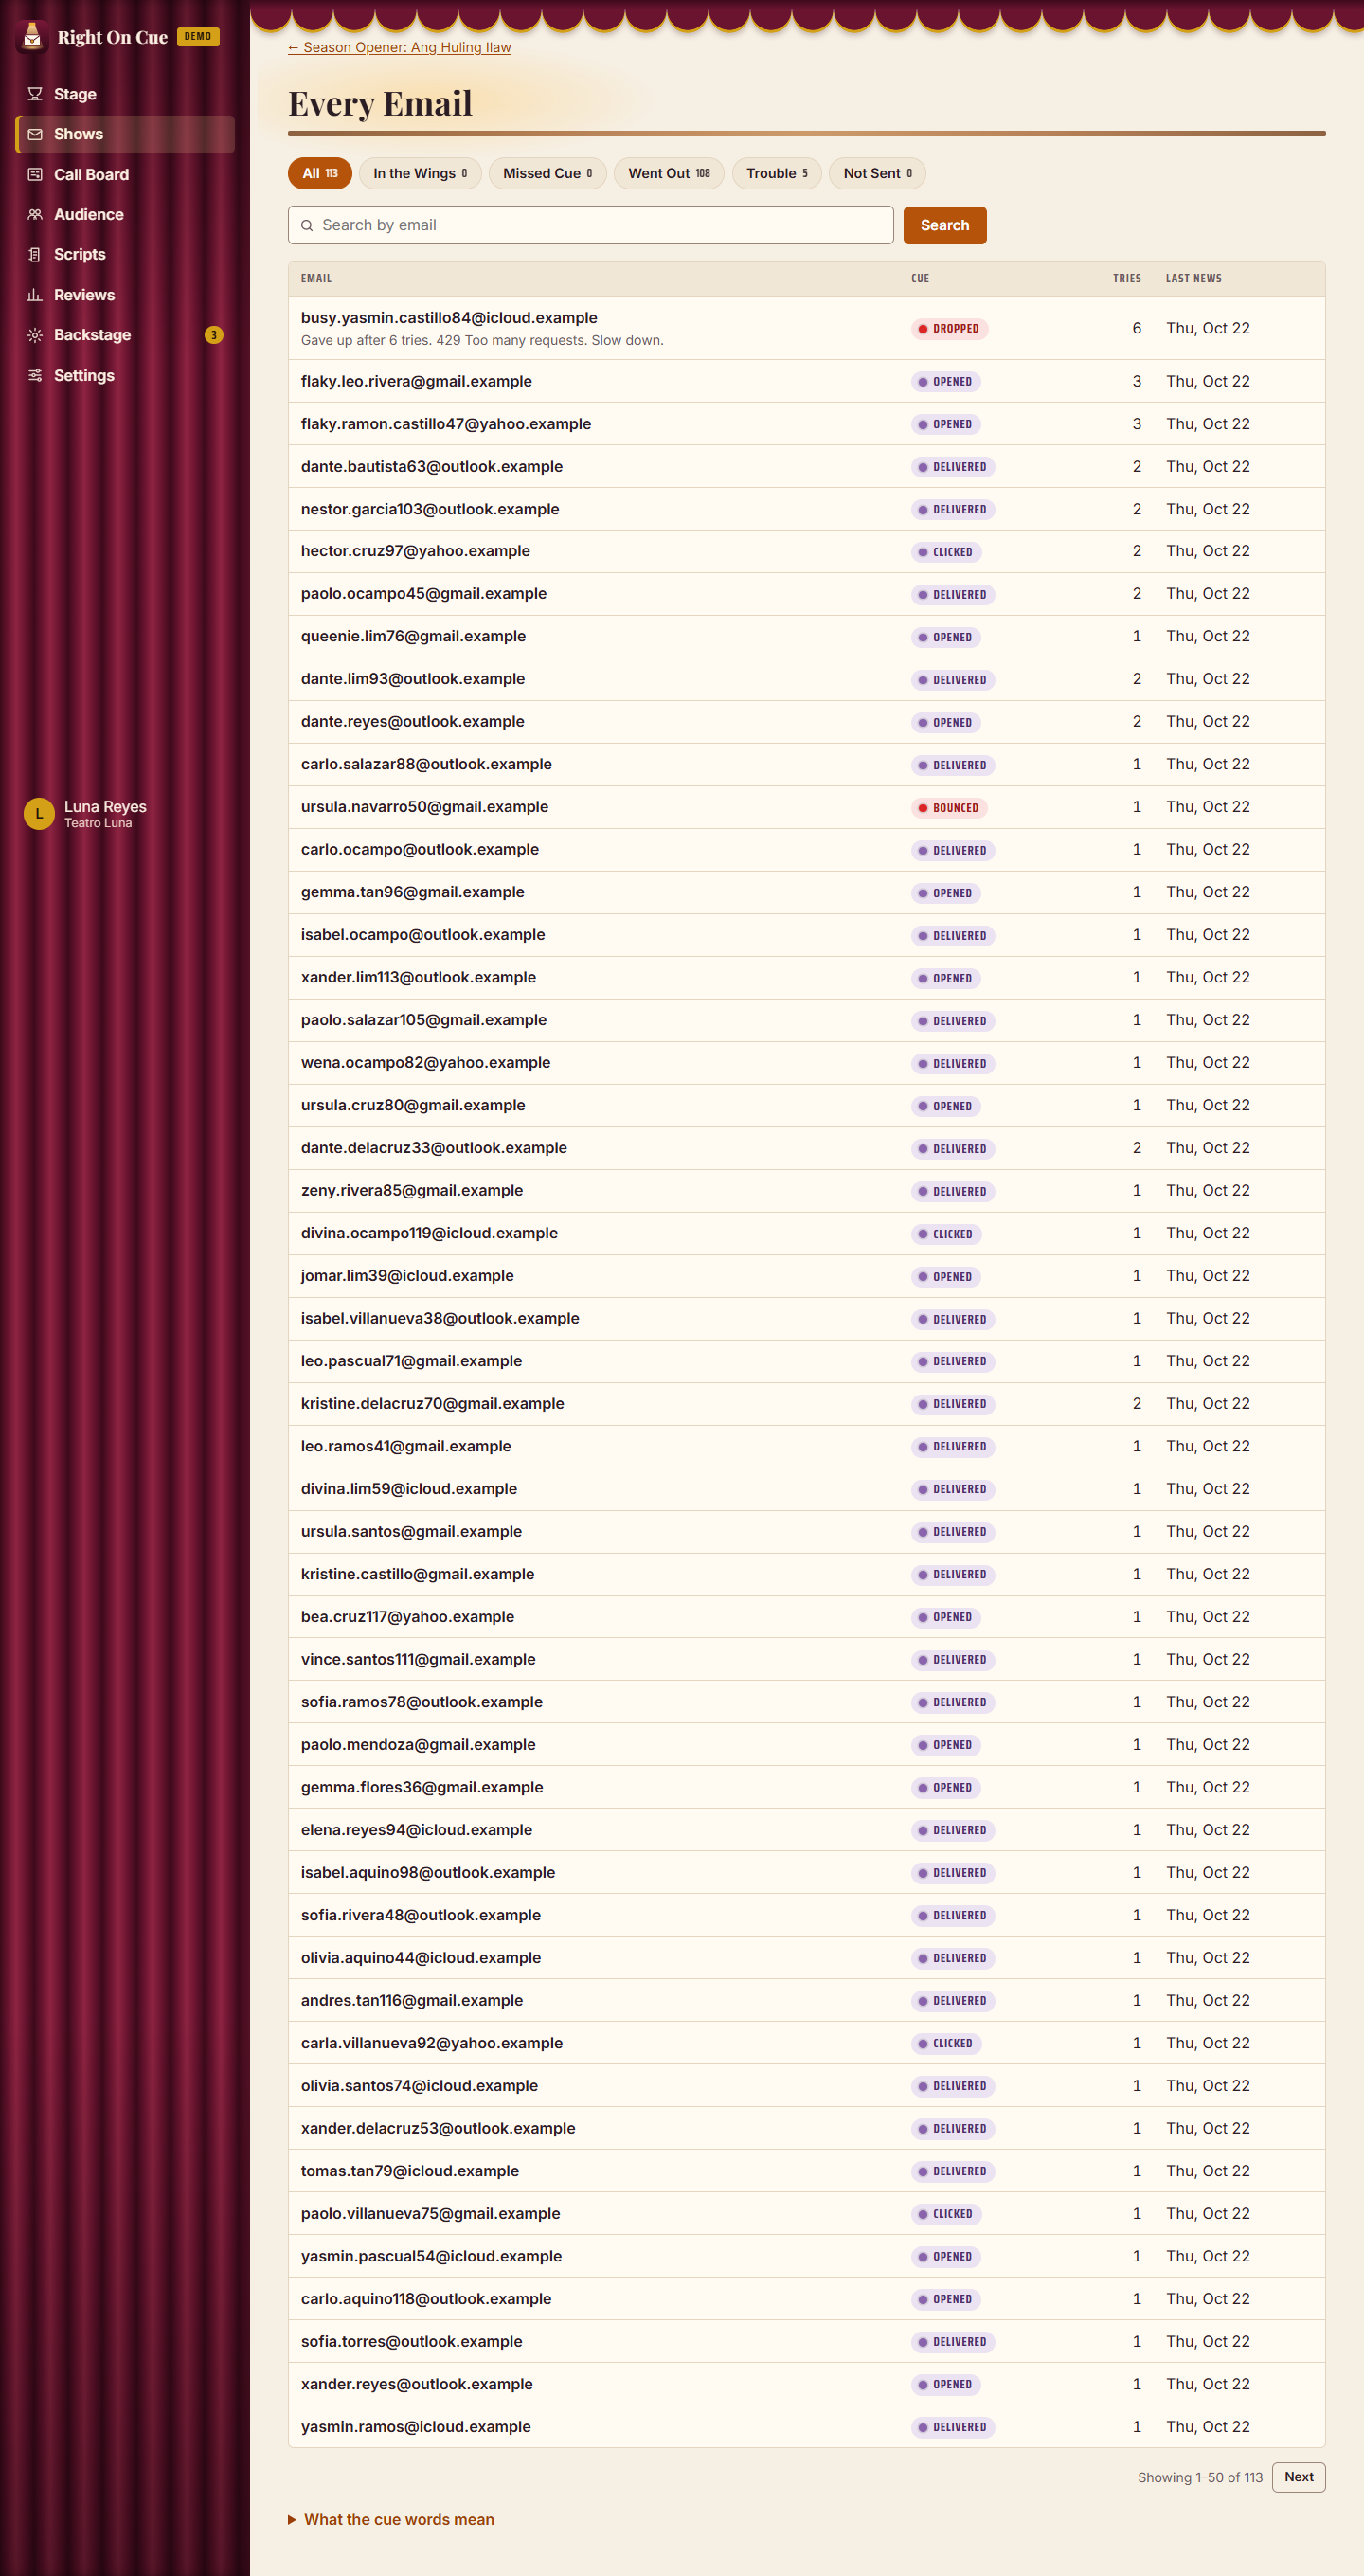 Right On Cue DEMO
Stage
Shows
Call Board
Audience
Scripts
Reviews
Backstage 3
Settings
L Luna Reyes
Teatro Luna
← Season Opener: Ang Huling Ilaw
Every Email
All 113 In the Wings 0 Missed Cue 0 Went Out 108 Trouble 5 Not Sent 0
Search by email Search
EMAIL CUE TRIES LAST NEWS
busy.yasmin.castillo84@icloud.example DROPPED 6 Thu, Oct 22
Gave up after 6 tries. 429 Too many requests. Slow down.
flaky.leo.rivera@gmail.example OPENED 3 Thu, Oct 22
flaky.ramon.castillo47@yahoo.example OPENED 3 Thu, Oct 22
dante.bautista63@outlook.example DELIVERED 2 Thu, Oct 22
nestor.garcia103@outlook.example DELIVERED 2 Thu, Oct 22
hector.cruz97@yahoo.example CLICKED 2 Thu, Oct 22
paolo.ocampo45@gmail.example DELIVERED 2 Thu, Oct 22
queenie.lim76@gmail.example OPENED 1 Thu, Oct 22
dante.lim93@outlook.example DELIVERED 2 Thu, Oct 22
dante.reyes@outlook.example OPENED 2 Thu, Oct 22
carlo.salazar88@outlook.example DELIVERED 1 Thu, Oct 22
ursula.navarro50@gmail.example BOUNCED 1 Thu, Oct 22
carlo.ocampo@outlook.example DELIVERED 1 Thu, Oct 22
gemma.tan96@gmail.example OPENED 1 Thu, Oct 22
isabel.ocampo@outlook.example DELIVERED 1 Thu, Oct 22
xander.lim113@outlook.example OPENED 1 Thu, Oct 22
paolo.salazar105@gmail.example DELIVERED 1 Thu, Oct 22
wena.ocampo82@yahoo.example DELIVERED 1 Thu, Oct 22
ursula.cruz80@gmail.example OPENED 1 Thu, Oct 22
dante.delacruz33@outlook.example DELIVERED 2 Thu, Oct 22
zeny.rivera85@gmail.example DELIVERED 1 Thu, Oct 22
divina.ocampo119@icloud.example CLICKED 1 Thu, Oct 22
jomar.lim39@icloud.example OPENED 1 Thu, Oct 22
isabel.villanueva38@outlook.example DELIVERED 1 Thu, Oct 22
leo.pascual71@gmail.example DELIVERED 1 Thu, Oct 22
kristine.delacruz70@gmail.example DELIVERED 2 Thu, Oct 22
leo.ramos41@gmail.example DELIVERED 1 Thu, Oct 22
divina.lim59@icloud.example DELIVERED 1 Thu, Oct 22
ursula.santos@gmail.example DELIVERED 1 Thu, Oct 22
kristine.castillo@gmail.example DELIVERED 1 Thu, Oct 22
bea.cruz117@yahoo.example OPENED 1 Thu, Oct 22
vince.santos111@gmail.example DELIVERED 1 Thu, Oct 22
sofia.ramos78@outlook.example DELIVERED 1 Thu, Oct 22
paolo.mendoza@gmail.example OPENED 1 Thu, Oct 22
gemma.flores36@gmail.example OPENED 1 Thu, Oct 22
elena.reyes94@icloud.example DELIVERED 1 Thu, Oct 22
isabel.aquino98@outlook.example DELIVERED 1 Thu, Oct 22
sofia.rivera48@outlook.example DELIVERED 1 Thu, Oct 22
olivia.aquino44@icloud.example DELIVERED 1 Thu, Oct 22
andres.tan116@gmail.example DELIVERED 1 Thu, Oct 22
carla.villanueva92@yahoo.example CLICKED 1 Thu, Oct 22
olivia.santos74@icloud.example DELIVERED 1 Thu, Oct 22
xander.delacruz53@outlook.example DELIVERED 1 Thu, Oct 22
tomas.tan79@icloud.example DELIVERED 1 Thu, Oct 22
paolo.villanueva75@gmail.example CLICKED 1 Thu, Oct 22
yasmin.pascual54@icloud.example OPENED 1 Thu, Oct 22
carlo.aquino118@outlook.example OPENED 1 Thu, Oct 22
sofia.torres@outlook.example DELIVERED 1 Thu, Oct 22
xander.reyes@outlook.example OPENED 1 Thu, Oct 22
yasmin.ramos@icloud.example DELIVERED 1 Thu, Oct 22
Showing 1–50 of 113 Next
What the cue words mean